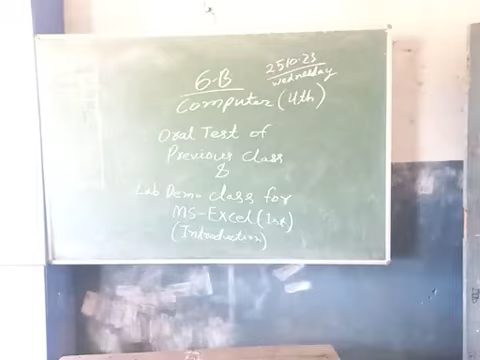 6-B
25.10.23
Wednesday
Computer (4th)
Oral Test of
Previous Class
&
Lab Demo class for
MS-Excel (1st)
(Introduction)